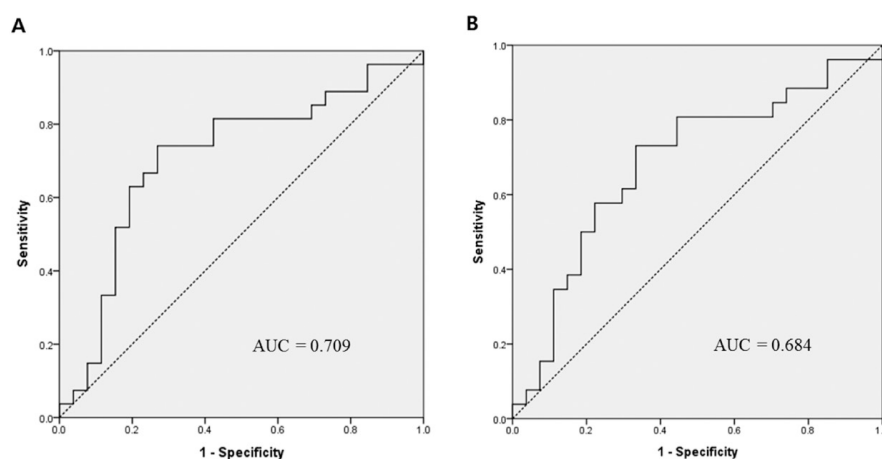 A
1.0
0.8
0.6
0.4
0.2
0.0
Sensitivity
AUC = 0.709
0.0 0.2 0.4 0.6 0.8 1.0
1 - Specificity
B
1.0
0.8
0.6
0.4
0.2
0.0
Sensitivity
AUC = 0.684
0.0 0.2 0.4 0.6 0.8
1 - Specificity